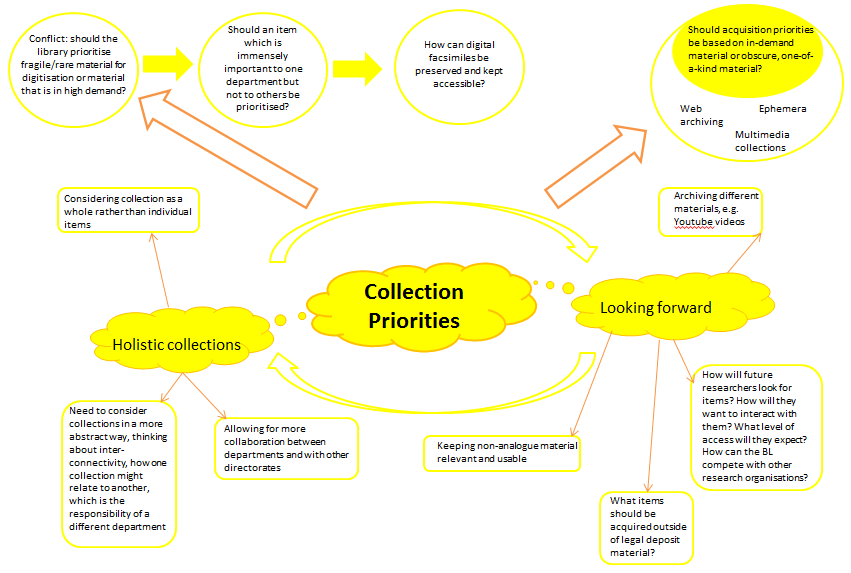 Conflict: should the
library prioritise
fragile/rare material for
digitisation or material
that is in high demand?
Should an item
which is
immensely
important to one
department but
not to others be
prioritised?
How can digital
facsimiles be
preserved and kept
accessible?
Should acquisition priorities
be based on in-demand
material or obscure, one-of-
a-kind material?
Web
archiving
Ephemera
Multimedia
collections
Considering collection as a
whole rather than individual
items
Archiving different
materials, e.g.
Youtube videos
Collection
Priorities
Looking forward
Holistic collections
Need to consider
collections in a more
abstract way, thinking
about inter-
connectivity, how one
collection might
relate to another,
which is the
responsibility of a
different department
Allowing for more
collaboration between
departments and with other
directorates
Keeping non-analogue material
relevant and usable
How will future
researchers look for
items? How will they
want to interact with
them? What level of
access will they expect?
How can the BL
compete with other
research organisations?
What items
should be
acquired outside
of legal deposit
material?